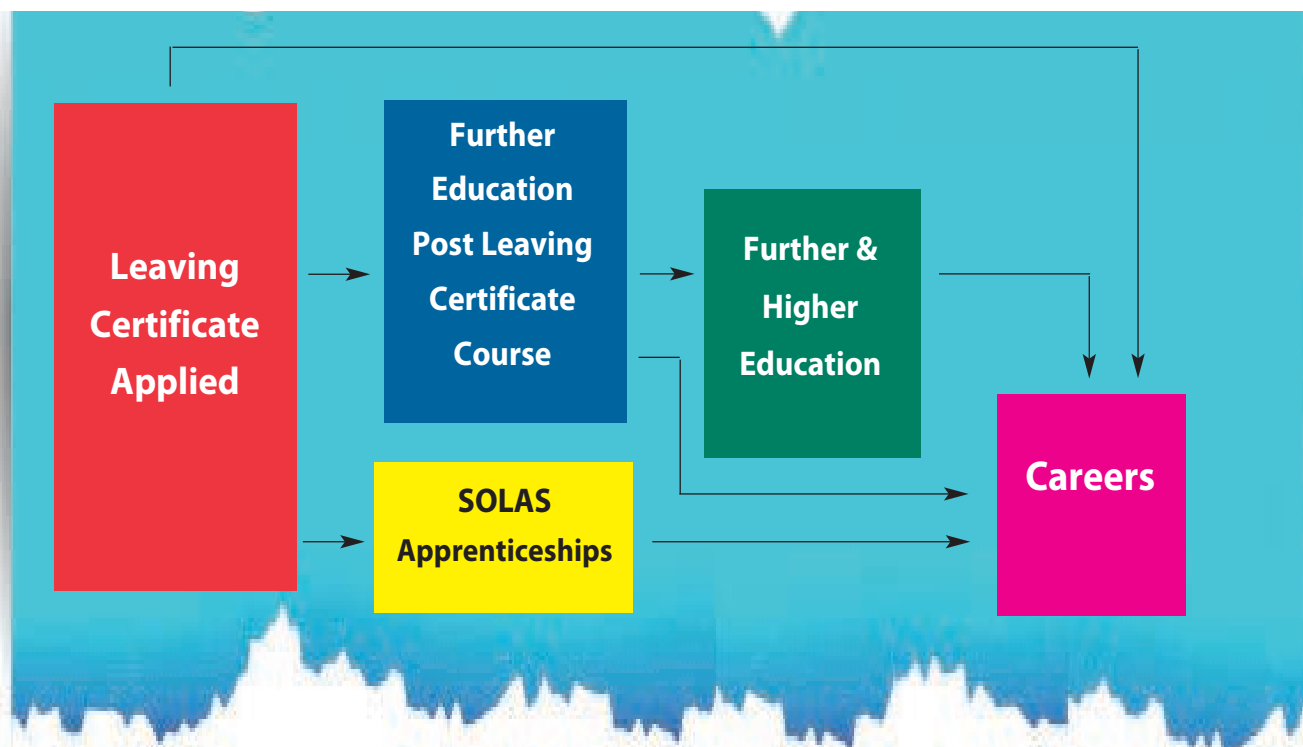 Leaving
Certificate
Applied
Further
Education
Post Leaving
Certificate
Course
Further &
Higher
Education
SOLAS
Apprenticeships
Careers